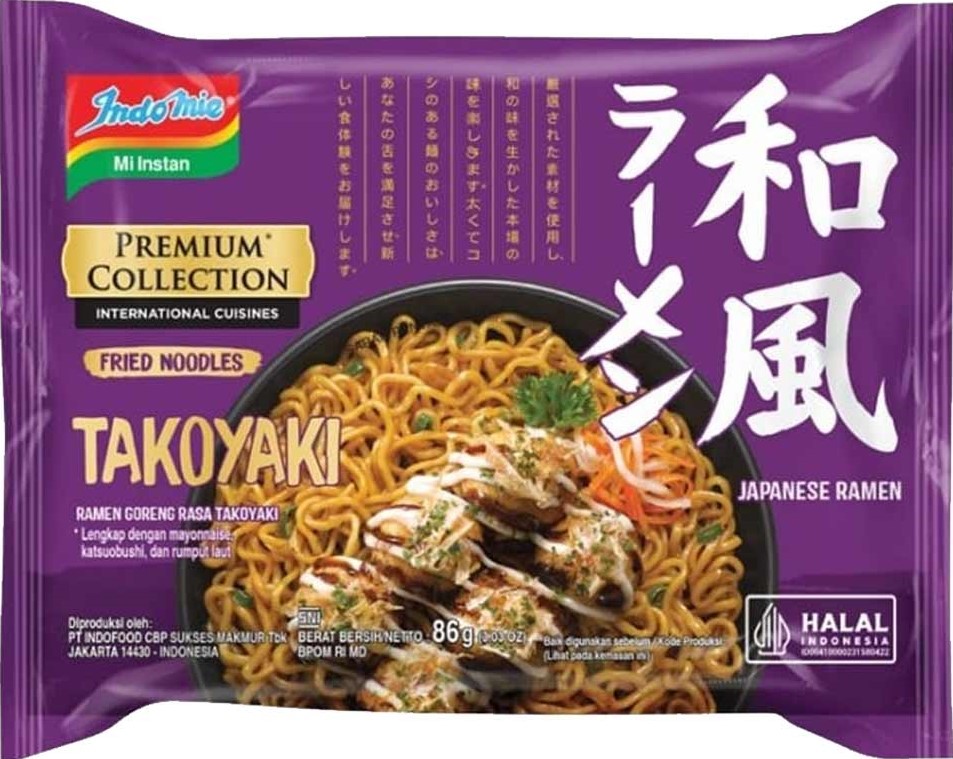 Indomie
Mi Instan
PREMIUM*
COLLECTION
INTERNATIONAL CUISINES
FRIED NOODLES
TAKOYAKI
RAMEN GORENG RASA TAKOYAKI
* Lengkap dengan mayonnaise,
katsuobushi, dan rumput laut
厳選された素材を使用し、
和の味を生かした本場の
味を楽しめます。太くてコ
シのある麺のおいしさは、
あなたの舌を満足させ、新
しい食体験をお届けします。
和風
ラーメン
JAPANESE RAMEN
Diproduksi oleh:
PT INDOFOOD CBP SUKSES MAKMUR Tbk
JAKARTA 14430 - INDONESIA
SNI
BERAT BERSIH/NETTO : 86g (3.03 OZ)
BPOM RI MD
Baik digunakan sebelum / Kode Produksi:
(Lihat pada kemasan ini)
HALAL
INDONESIA